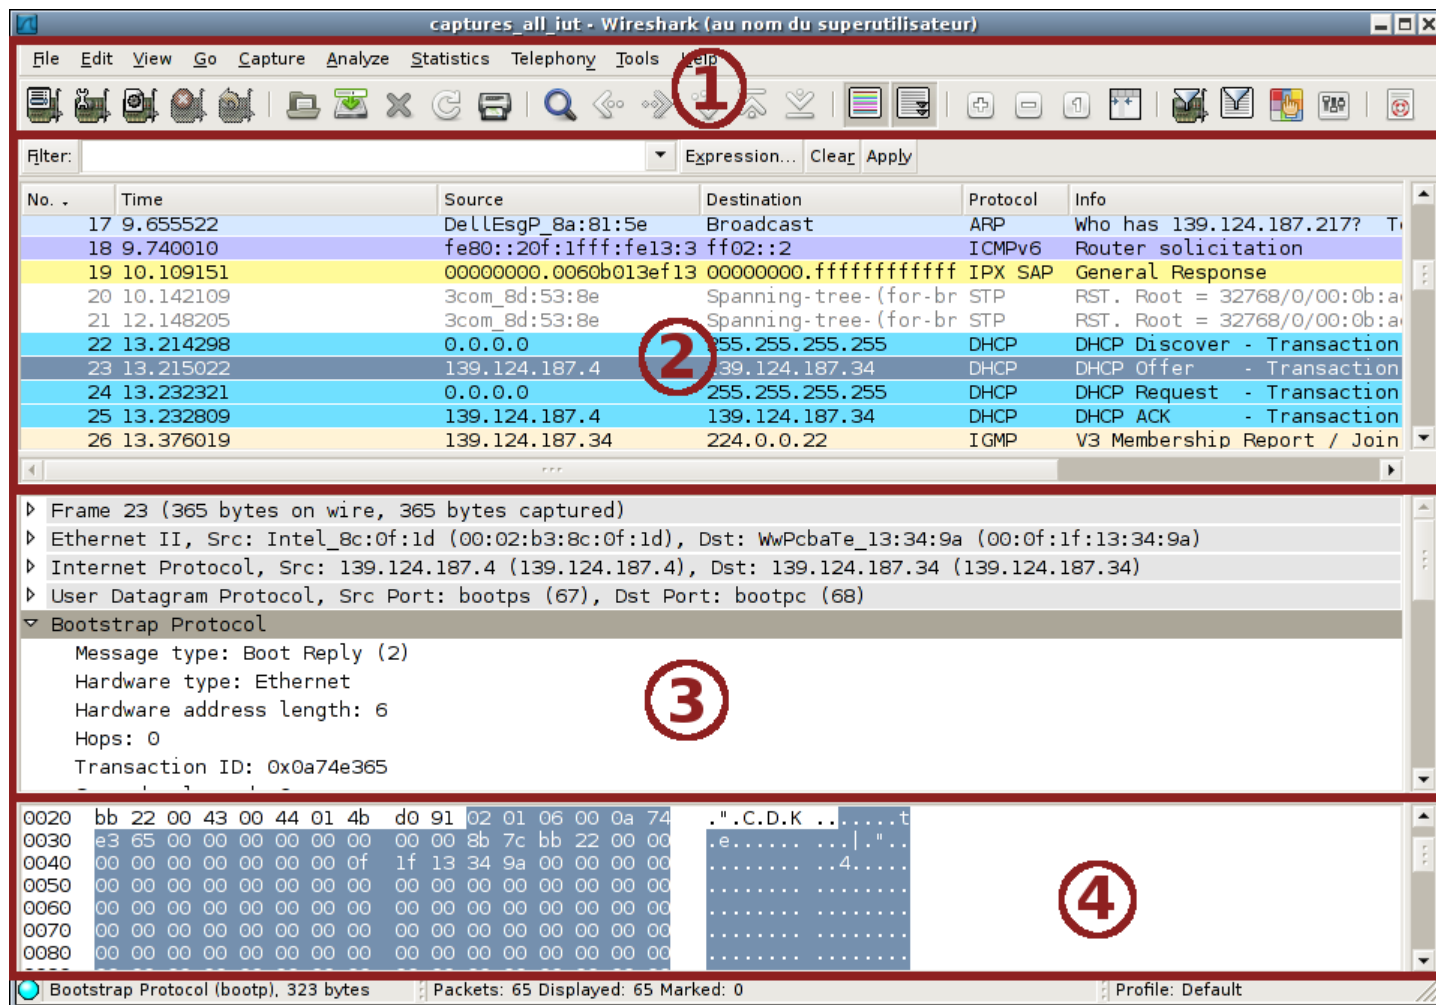 captures_all_iut - Wireshark (au nom du superutilisateur)
File Edit View Go Capture Analyze Statistics Telephony Tools Help
1
Filter: Expression... Clear Apply
No. . Time Source Destination Protocol Info
17 9.655522 DellEsgP_8a:81:5e Broadcast ARP Who has 139.124.187.217? T
18 9.740010 fe80::20f:1fff:fe13:3 ff02::2 ICMPv6 Router solicitation
19 10.109151 00000000.0060b013ef13 00000000.ffffffffffff IPX SAP General Response
20 10.142109 3com_8d:53:8e Spanning-tree-(for-br STP RST. Root = 32768/0/00:0b:a
21 12.148205 3com_8d:53:8e Spanning-tree-(for-br STP RST. Root = 32768/0/00:0b:a
22 13.214298 0.0.0.0 255.255.255.255 DHCP DHCP Discover - Transaction
23 13.215022 139.124.187.4 139.124.187.34 DHCP DHCP Offer - Transaction
24 13.232321 0.0.0.0 255.255.255.255 DHCP DHCP Request - Transaction
25 13.232809 139.124.187.4 139.124.187.34 DHCP DHCP ACK - Transaction
26 13.376019 139.124.187.34 224.0.0.22 IGMP V3 Membership Report / Join
2
Frame 23 (365 bytes on wire, 365 bytes captured)
Ethernet II, Src: Intel_8c:0f:1d (00:02:b3:8c:0f:1d), Dst: WwPcbaTe_13:34:9a (00:0f:1f:13:34:9a)
Internet Protocol, Src: 139.124.187.4 (139.124.187.4), Dst: 139.124.187.34 (139.124.187.34)
User Datagram Protocol, Src Port: bootps (67), Dst Port: bootpc (68)
Bootstrap Protocol
Message type: Boot Reply (2)
Hardware type: Ethernet
Hardware address length: 6
Hops: 0
Transaction ID: 0x0a74e365
3
0020 bb 22 00 43 00 44 01 4b d0 91 02 01 06 00 0a 74 .".C.D.K .......t
0030 e3 65 00 00 00 00 00 00 00 00 8b 7c bb 22 00 00 .e...... ...|."..
0040 00 00 00 00 00 00 00 0f 1f 13 34 9a 00 00 00 00 ........ ..4.....
0050 00 00 00 00 00 00 00 00 00 00 00 00 00 00 00 00 ........ ........
0060 00 00 00 00 00 00 00 00 00 00 00 00 00 00 00 00 ........ ........
0070 00 00 00 00 00 00 00 00 00 00 00 00 00 00 00 00 ........ ........
0080 00 00 00 00 00 00 00 00 00 00 00 00 00 00 00 00 ........ ........
4
Bootstrap Protocol (bootp), 323 bytes Packets: 65 Displayed: 65 Marked: 0 Profile: Default